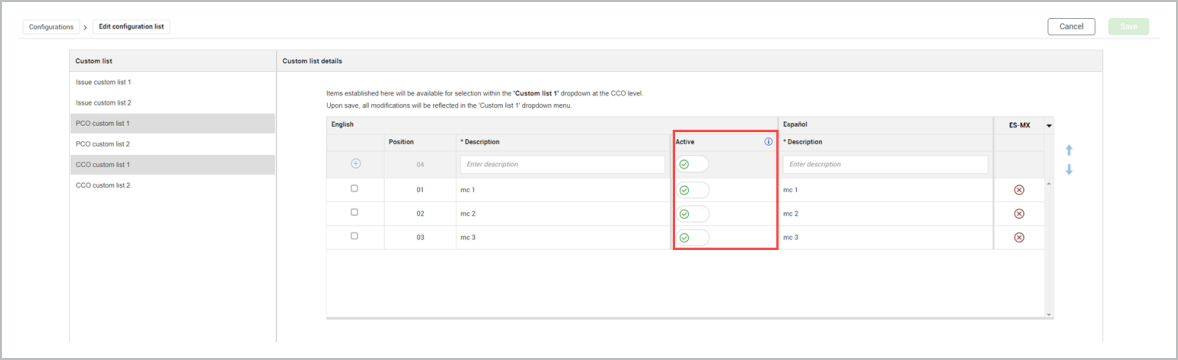 Configurations > Edit configuration list Cancel Save
Custom list Custom list details
Issue custom list 1
Issue custom list 2
PCO custom list 1
PCO custom list 2
CCO custom list 1
CCO custom list 2
Items established here will be available for selection within the 'Custom list 1' dropdown at the CCO level.
Upon save, all modifications will be reflected in the 'Custom list 1' dropdown menu.
English Español ES-MX
Position * Description Active * Description
04 Enter description Enter description
01 mc 1 mc 1
02 mc 2 mc 2
03 mc 3 mc 3